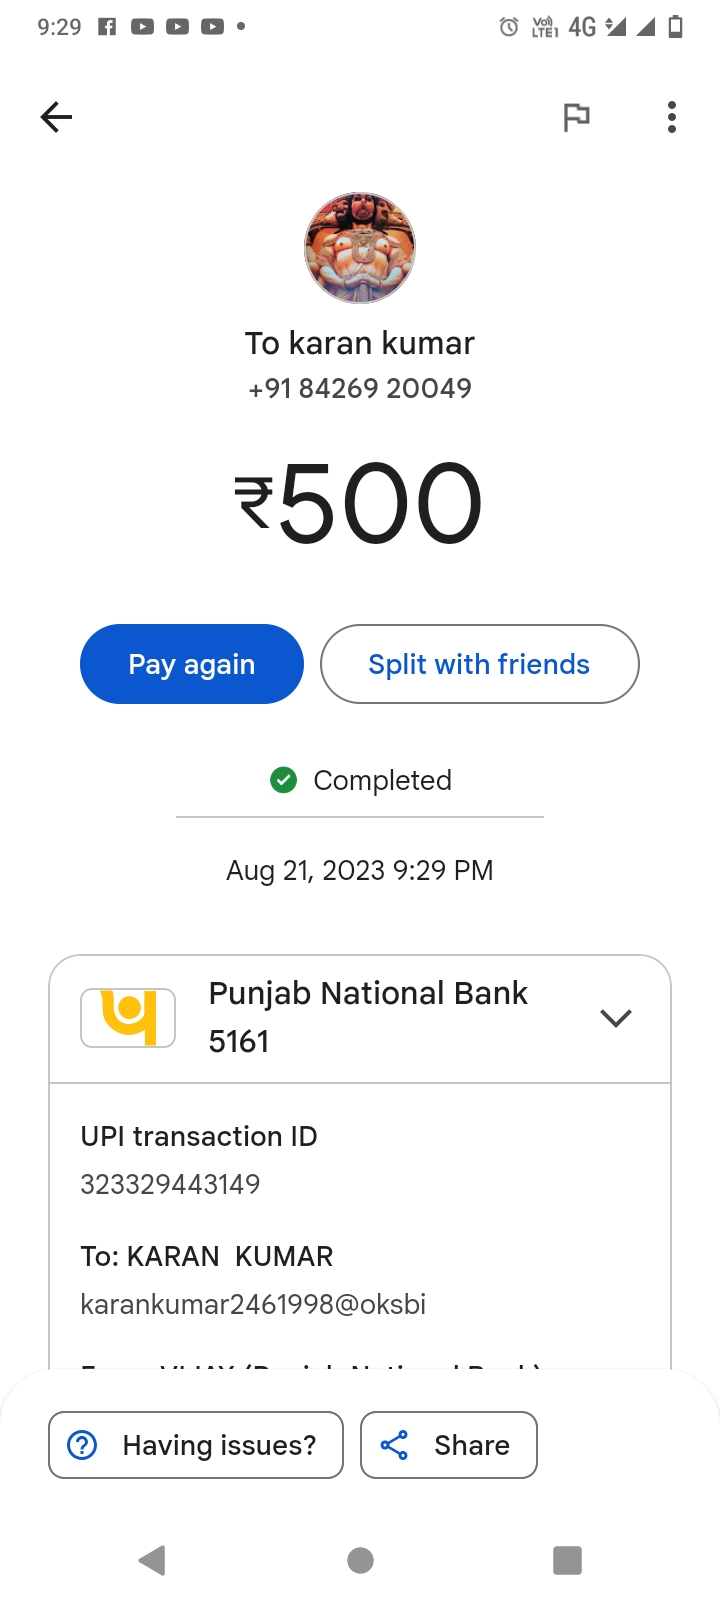 9:29
Vo)) LTE1 4G
To karan kumar
+91 84269 20049
₹500
Pay again
Split with friends
Completed
Aug 21, 2023 9:29 PM
Punjab National Bank
5161
UPI transaction ID
323329443149
To: KARAN  KUMAR
karankumar2461998@oksbi
Having issues?
Share